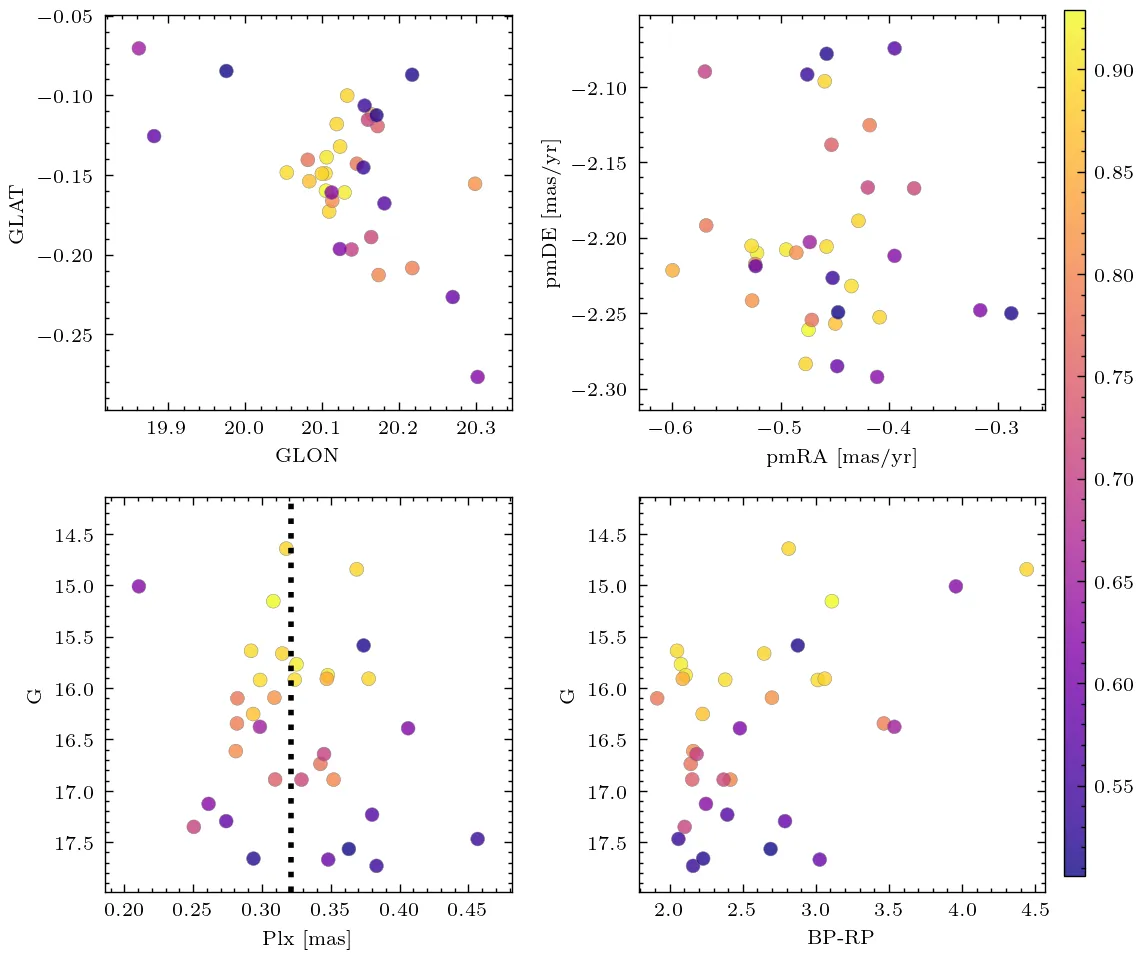 −0.05
−0.10
−0.15
−0.20
−0.25
GLAT
19.9 20.0 20.1 20.2 20.3
GLON
−2.10
−2.15
−2.20
−2.25
−2.30
pmDE [mas/yr]
−0.6 −0.5 −0.4 −0.3
pmRA [mas/yr]
14.5
15.0
15.5
16.0
16.5
17.0
17.5
G
0.20 0.25 0.30 0.35 0.40 0.45
Plx [mas]
14.5
15.0
15.5
16.0
16.5
17.0
17.5
G
2.0 2.5 3.0 3.5 4.0 4.5
BP-RP
0.90
0.85
0.80
0.75
0.70
0.65
0.60
0.55